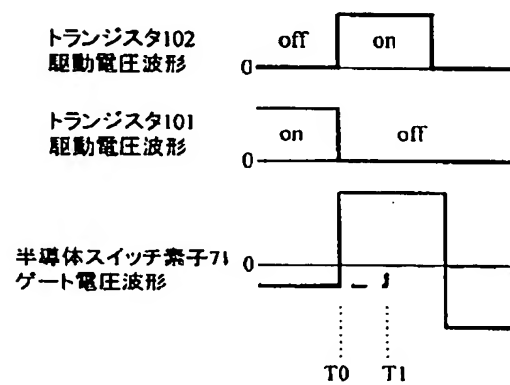 トランジスタ102 off on
駆動電圧波形 0
トランジスタ101
駆動電圧波形 on off
0
半導体スイッチ素子71 0
ゲート電圧波形
T0 T1